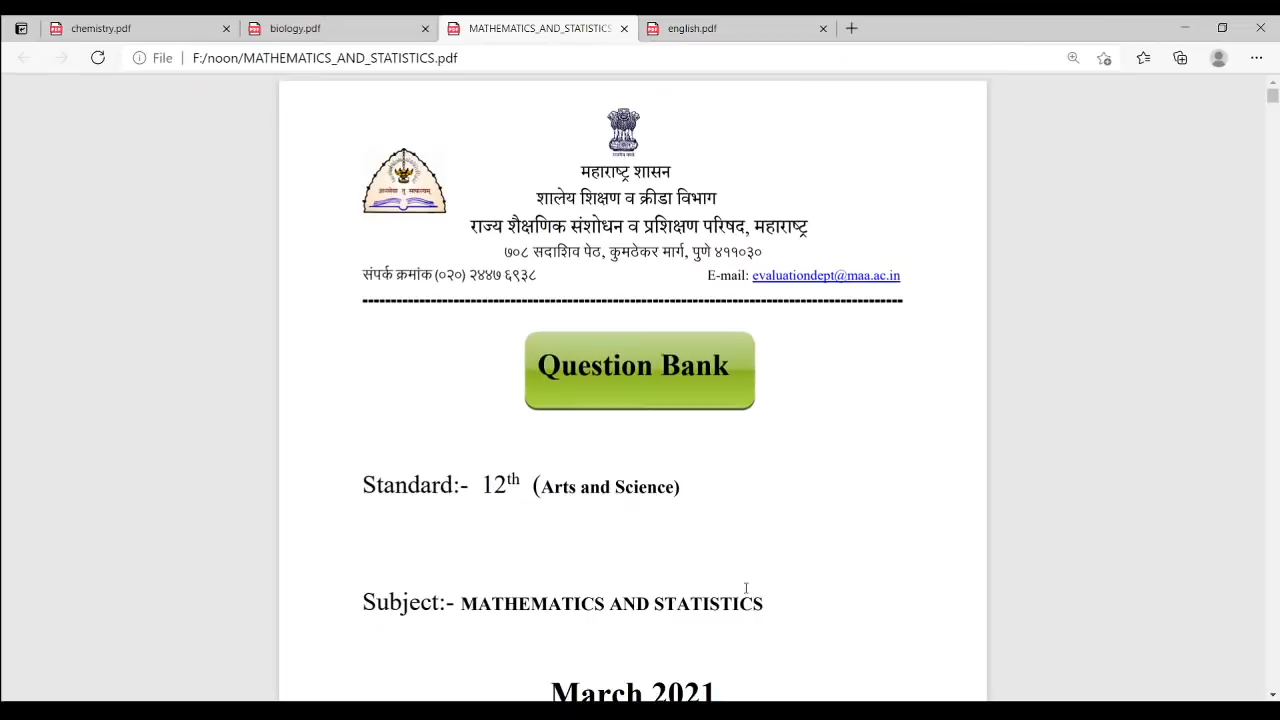 chemistry.pdf
biology.pdf
MATHEMATICS_AND_STATISTICS
english.pdf
File
F:/noon/MATHEMATICS_AND_STATISTICS.pdf
महाराष्ट्र शासन
शालेय शिक्षण व क्रीडा विभाग
राज्य शैक्षणिक संशोधन व प्रशिक्षण परिषद, महाराष्ट्र
७०८ सदाशिव पेठ, कुमठेकर मार्ग, पुणे ४११०३०
संपर्क क्रमांक (०२०) २४४७ ६९३८ E-mail: evaluationdept@maa.ac.in
Question Bank
Standard:- 12th (Arts and Science)
Subject:- MATHEMATICS AND STATISTICS
March 2021